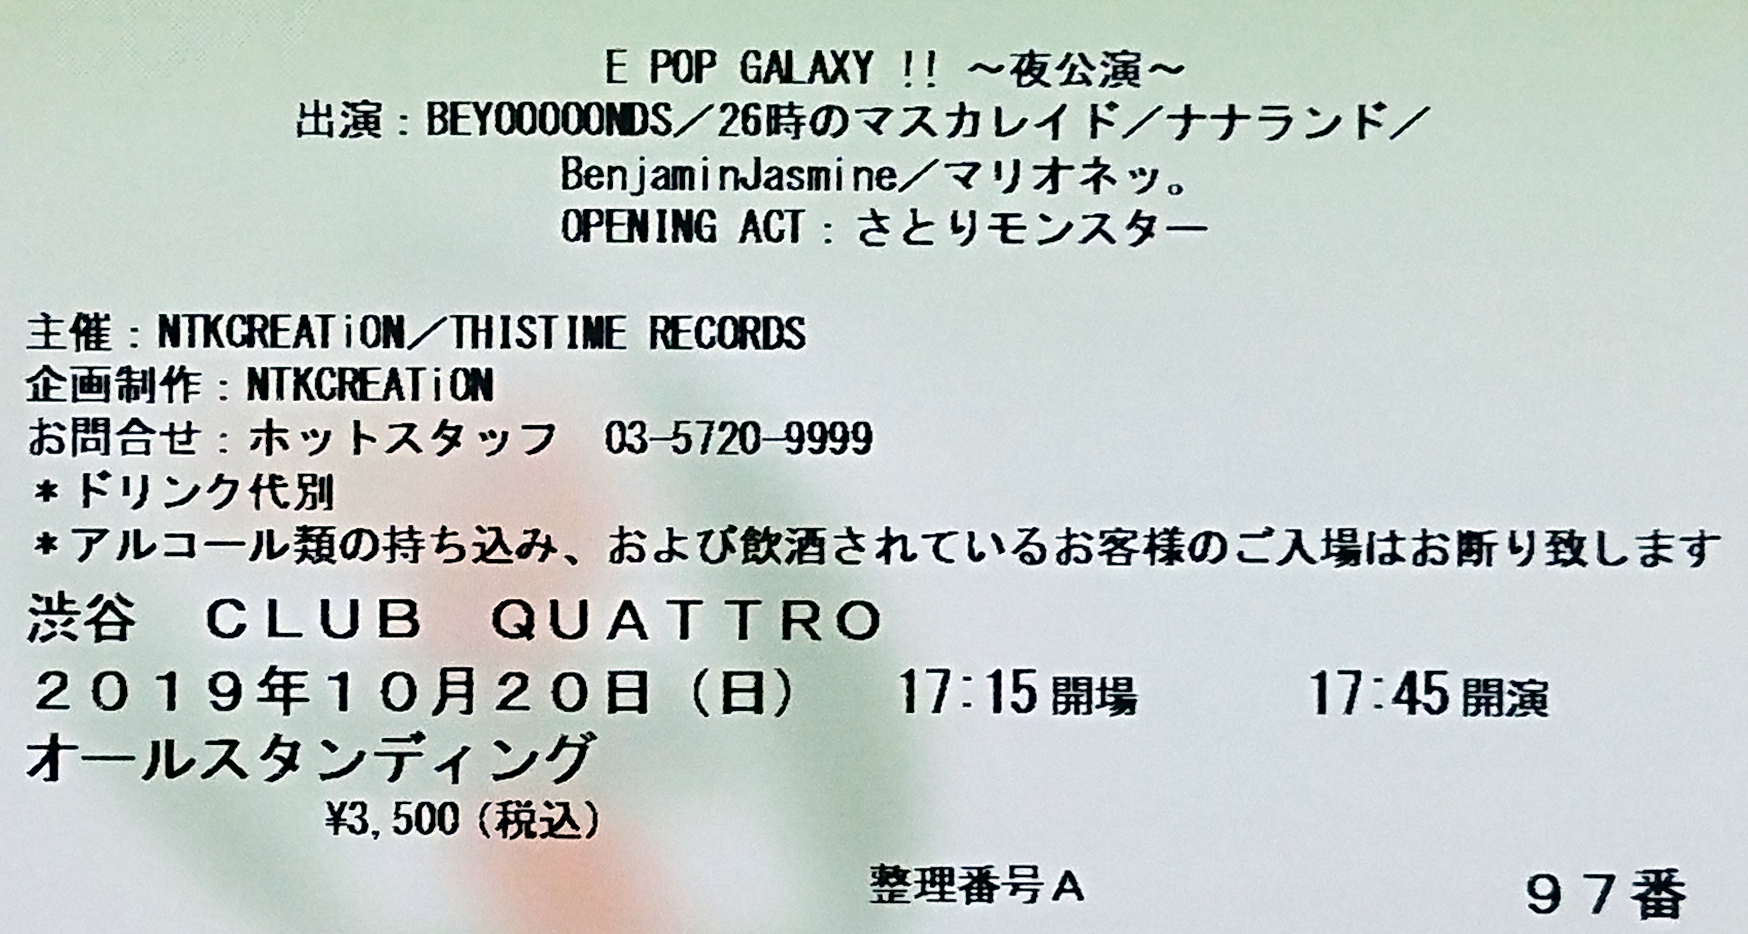 E POP GALAXY !! ～夜公演～
出演：BEYOOOOONDS／26時のマスカレイド／ナナランド／
BenjaminJasmine／マリオネッ。
OPENING ACT：さとりモンスター
主催：NTKCREATiON／THISTIME RECORDS
企画制作：NTKCREATiON
お問合せ：ホットスタッフ　03-5720-9999
＊ドリンク代別
＊アルコール類の持ち込み、および飲酒されているお客様のご入場はお断り致します
渋谷　ＣＬＵＢ　ＱＵＡＴＴＲＯ
２０１９年１０月２０日（日）　17:15開場　17:45開演
オールスタンディング
¥3,500（税込）
整理番号Ａ　９７番